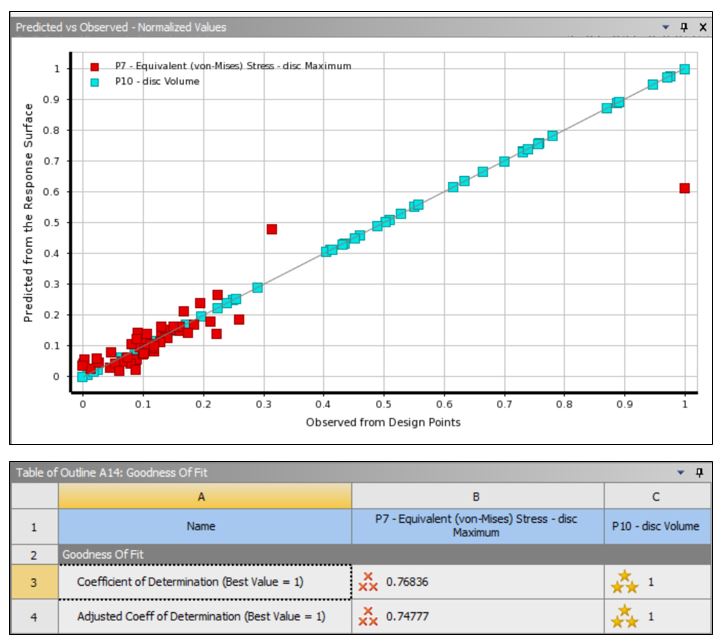 Predicted vs Observed - Normalized Values
P7 - Equivalent (von-Mises) Stress - disc Maximum
P10 - disc Volume
Predicted from the Response Surface
1
0.9
0.8
0.7
0.6
0.5
0.4
0.3
0.2
0.1
0
0 0.1 0.2 0.3 0.4 0.5 0.6 0.7 0.8 0.9 1
Observed from Design Points
Table of Outline A14: Goodness Of Fit
A B C
1 Name P7 - Equivalent (von-Mises) Stress - disc Maximum P10 - disc Volume
2 Goodness Of Fit
3 Coefficient of Determination (Best Value = 1) 0.76836 1
4 Adjusted Coeff of Determination (Best Value = 1) 0.74777 1